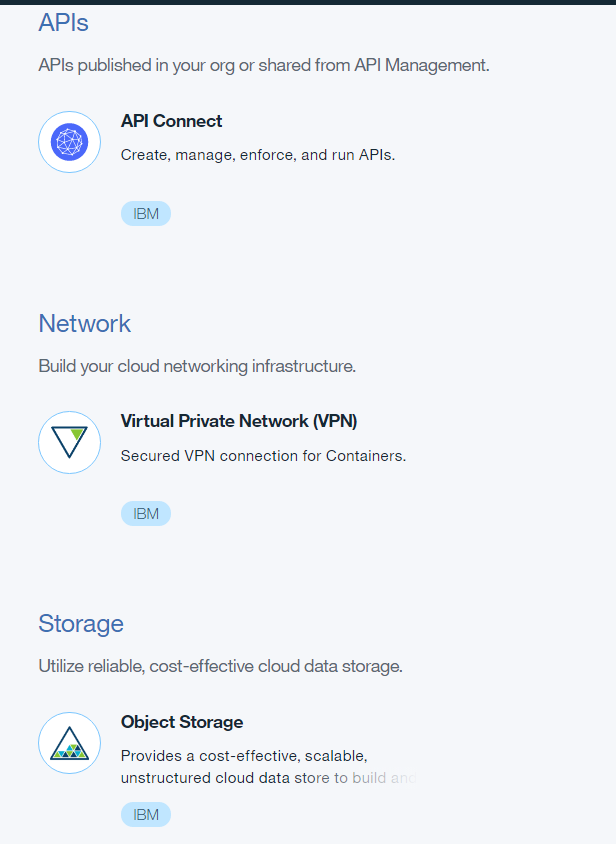 APIs
APIs published in your org or shared from API Management.
API Connect
Create, manage, enforce, and run APIs.
IBM
Network
Build your cloud networking infrastructure.
Virtual Private Network (VPN)
Secured VPN connection for Containers.
IBM
Storage
Utilize reliable, cost-effective cloud data storage.
Object Storage
Provides a cost-effective, scalable,
unstructured cloud data store to build and
IBM